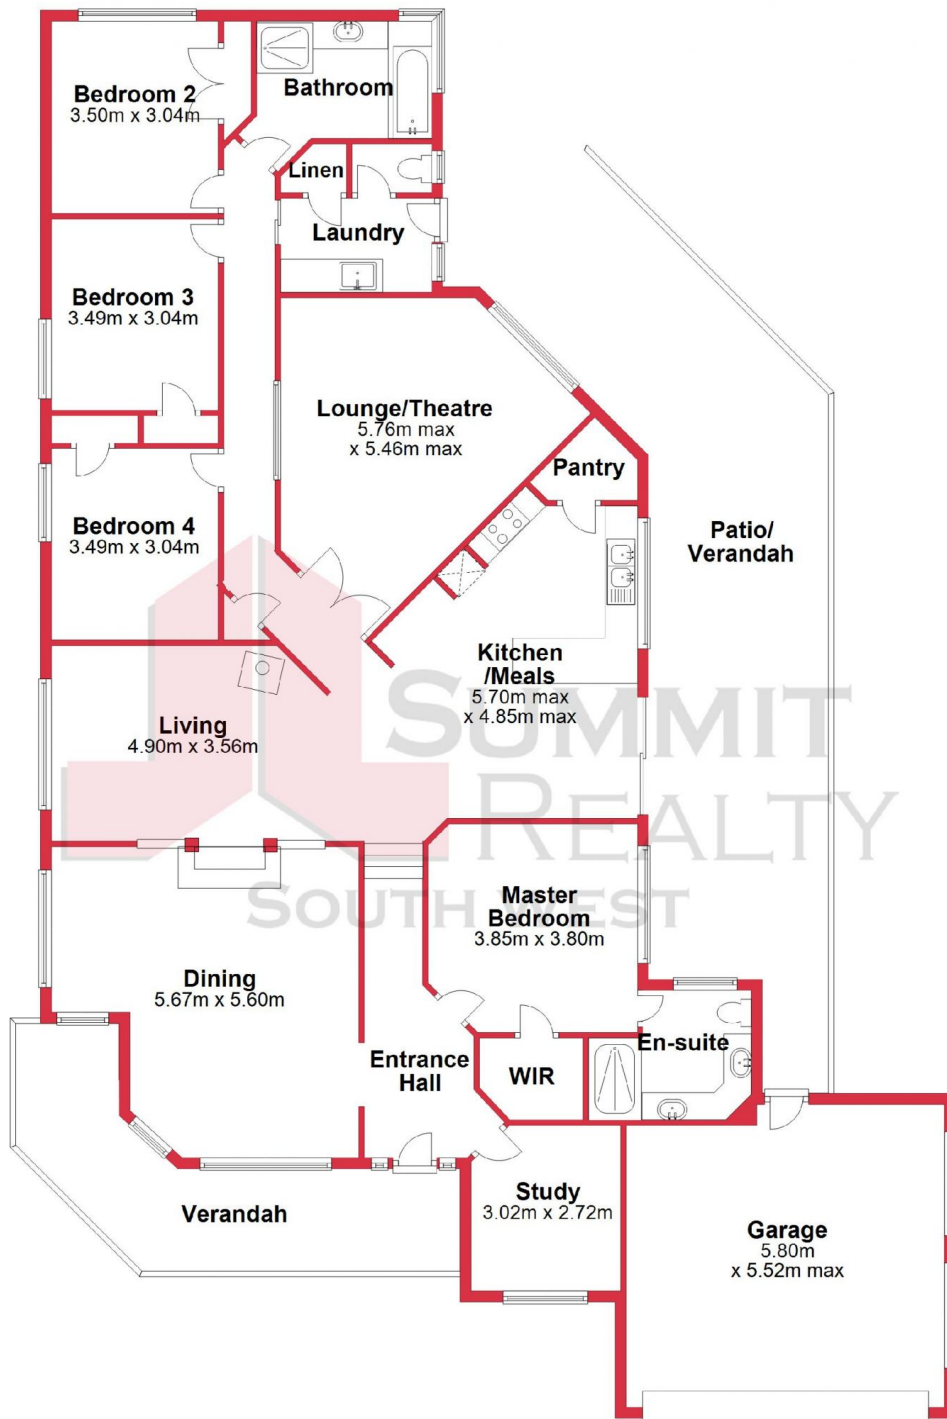 Bedroom 2
3.50m x 3.04m
Bathroom
Linen
Laundry
Bedroom 3
3.49m x 3.04m
Lounge/Theatre
5.76m max
x 5.46m max
Pantry
Bedroom 4
3.49m x 3.04m
Patio/
Verandah
Kitchen
/Meals
5.70m max
x 4.85m max
Living
4.90m x 3.56m
SUMMIT
REALTY
SOUTH WEST
Master
Bedroom
3.85m x 3.80m
Dining
5.67m x 5.60m
Entrance
Hall
WIR
En-suite
Verandah
Study
3.02m x 2.72m
Garage
5.80m
x 5.52m max